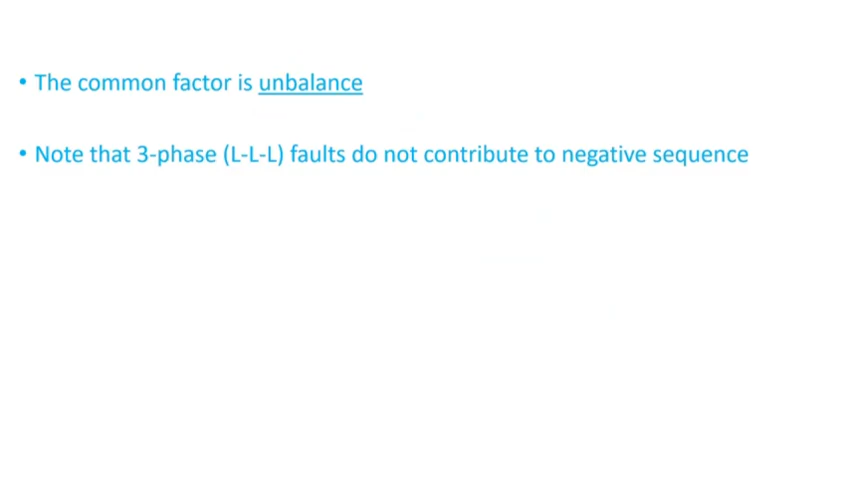 • The common factor is unbalance
• Note that 3-phase (L-L-L) faults do not contribute to negative sequence